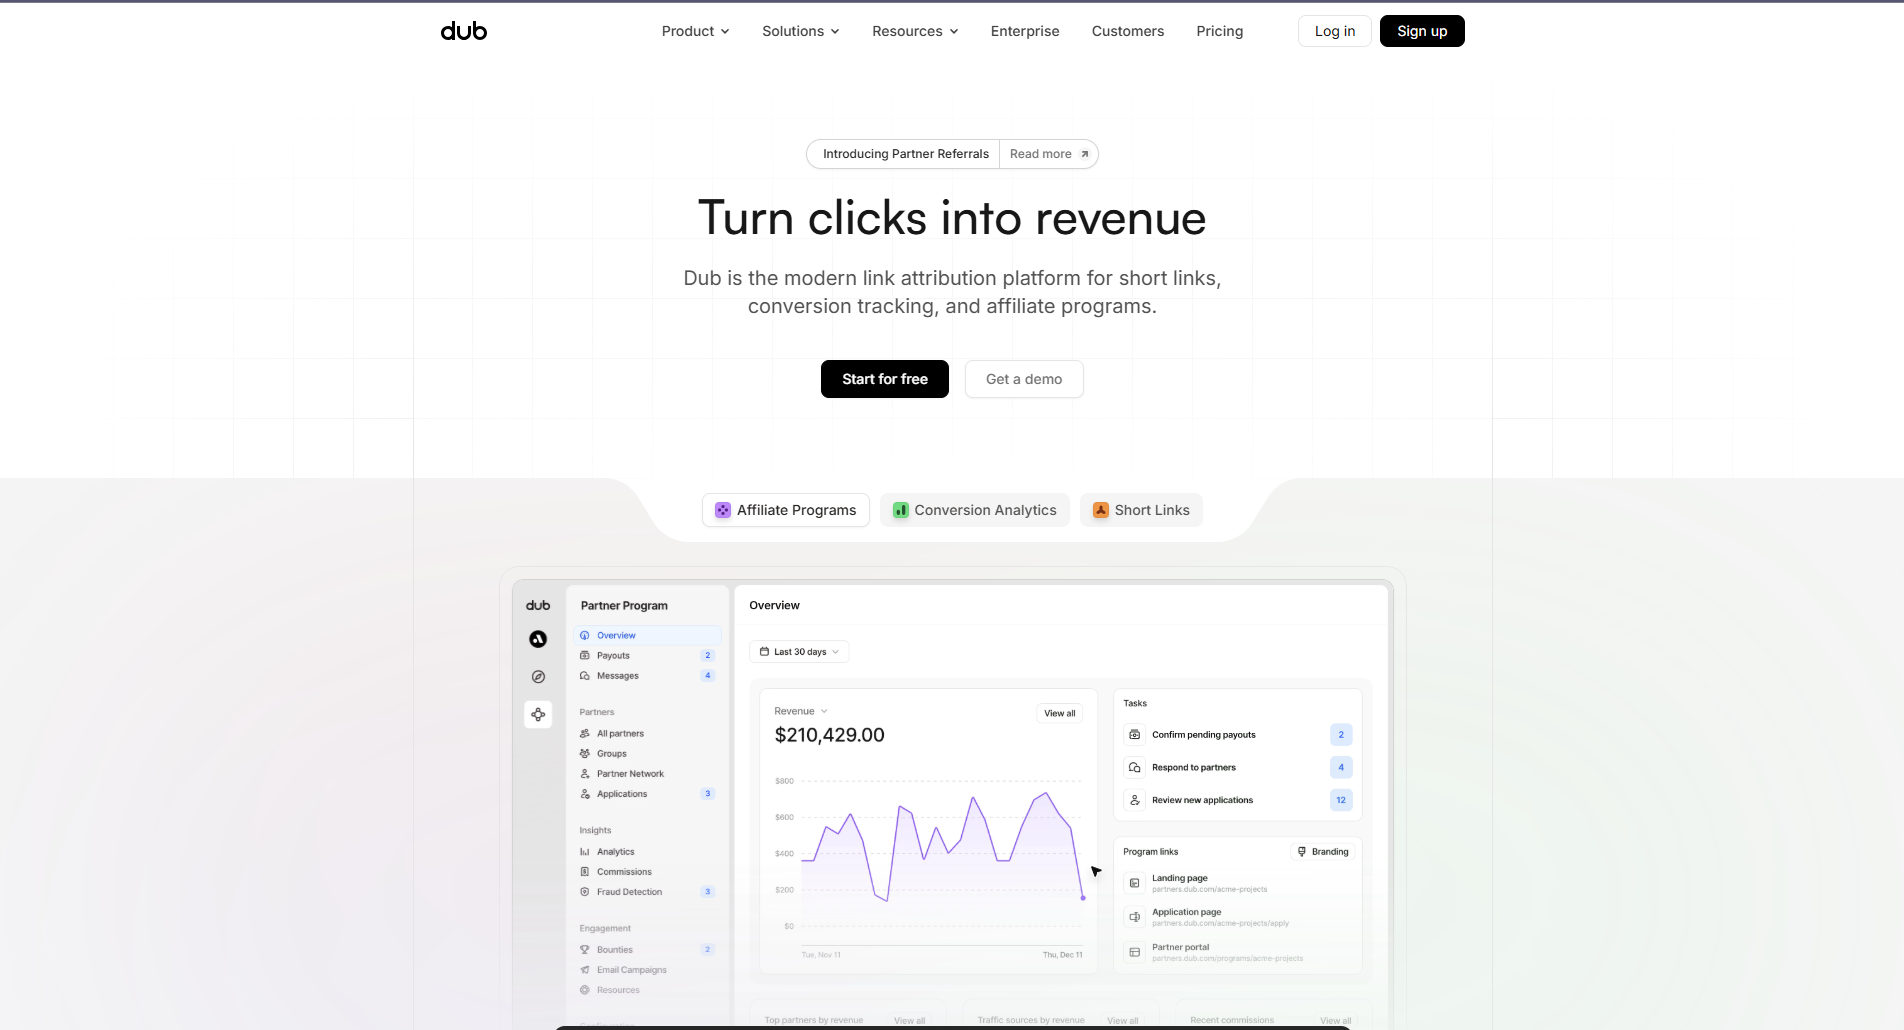 dub
Product
Solutions
Resources
Enterprise
Customers
Pricing
Log in
Sign up
Introducing Partner Referrals
Read more
Turn clicks into revenue
Dub is the modern link attribution platform for short links,
conversion tracking, and affiliate programs.
Start for free
Get a demo
Affiliate Programs
Conversion Analytics
Short Links
dub
Partner Program
Overview
Payouts 2
Messages 4
Partners
All partners
Groups
Partner Network
Applications 3
Insights
Analytics
Commissions
Fraud Detection 3
Engagement
Bounties 2
Email Campaigns
Resources
Overview
Last 30 days
Revenue
View all
$210,429.00
$800
$600
$400
$200
$0
Tue, Nov 11
Thu, Dec 11
Tasks
Confirm pending payouts 2
Respond to partners 4
Review new applications 12
Program links
Branding
Landing page
partners.dub.com/acme-projects
Application page
partners.dub.com/acme-projects/apply
Partner portal
partners.dub.com/programs/acme-projects
Top partners by revenue
View all
Traffic sources by revenue
View all
Recent commissions
View all